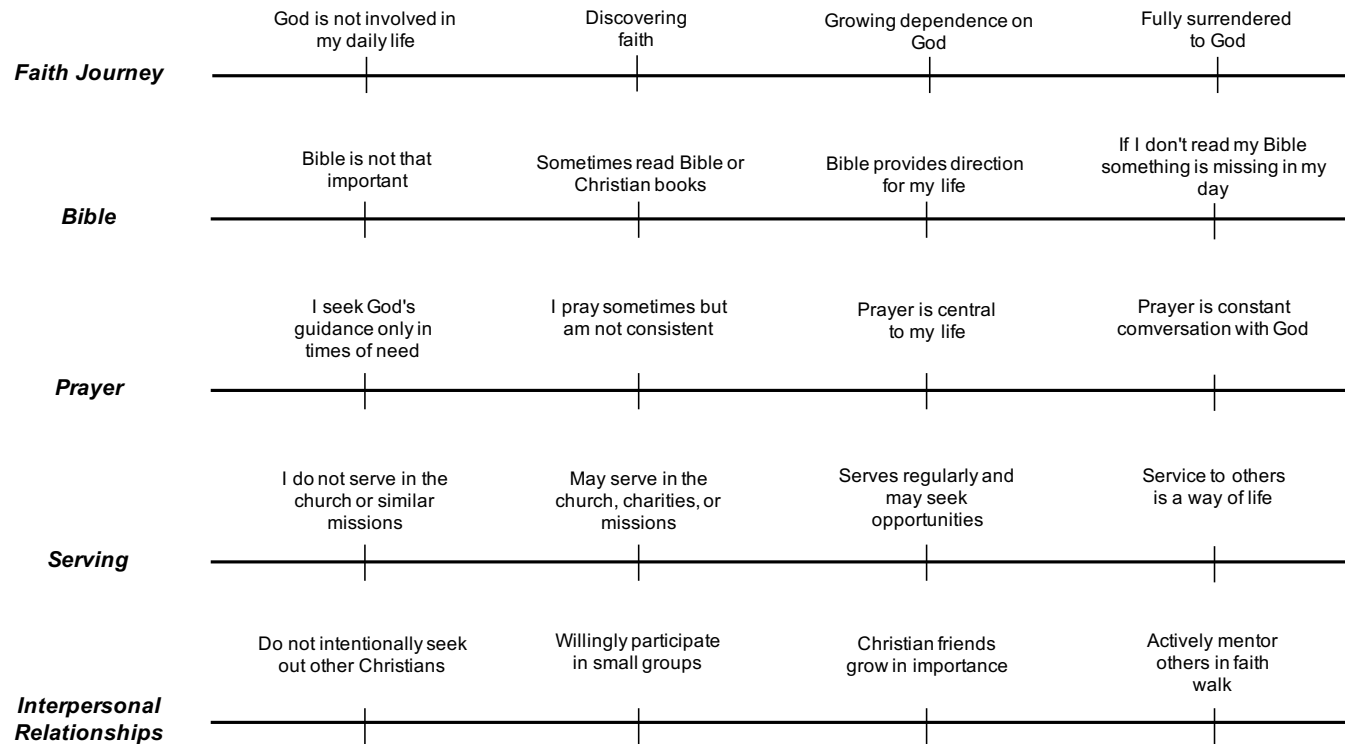 God is not involved in
my daily life
Discovering
faith
Growing dependence on
God
Fully surrendered
to God
Faith Journey
Bible is not that
important
Sometimes read Bible or
Christian books
Bible provides direction
for my life
If I don't read my Bible
something is missing in my
day
Bible
I seek God's
guidance only in
times of need
I pray sometimes but
am not consistent
Prayer is central
to my life
Prayer is constant
comversation with God
Prayer
I do not serve in the
church or similar
missions
May serve in the
church, charities, or
missions
Serves regularly and
may seek
opportunities
Service to others
is a way of life
Serving
Do not intentionally seek
out other Christians
Willingly participate
in small groups
Christian friends
grow in importance
Actively mentor
others in faith
walk
Interpersonal
Relationships